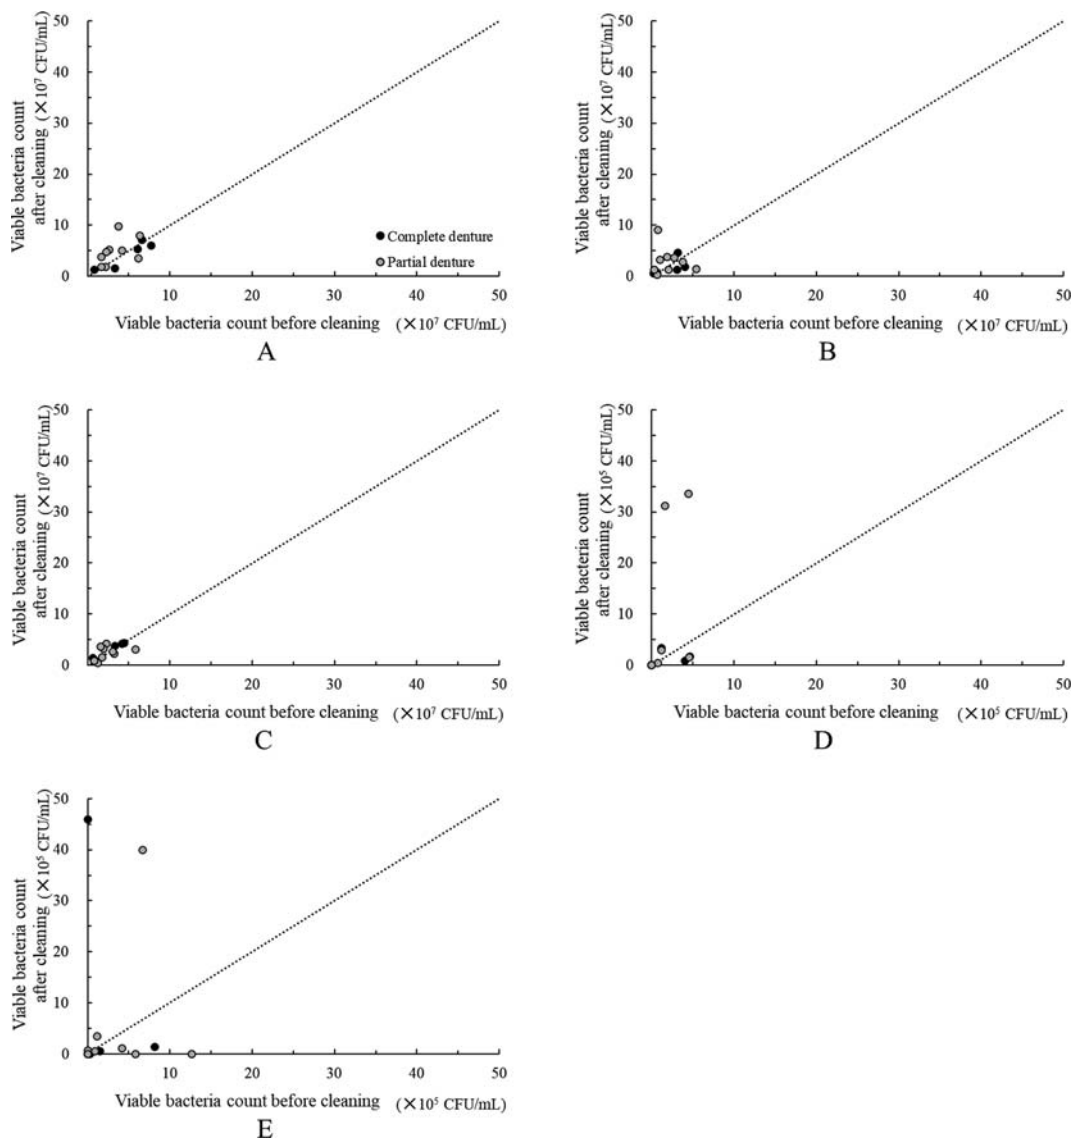 50
40
30
20
10
0
Viable bacteria count
after cleaning (×10⁷ CFU/mL)
Complete denture
Partial denture
10 20 30 40 50
Viable bacteria count before cleaning (×10⁷ CFU/mL)
A
50
40
30
20
10
0
Viable bacteria count
after cleaning (×10⁷ CFU/mL)
10 20 30 40 50
Viable bacteria count before cleaning (×10⁷ CFU/mL)
B
50
40
30
20
10
0
Viable bacteria count
after cleaning (×10⁷ CFU/mL)
10 20 30 40 50
Viable bacteria count before cleaning (×10⁷ CFU/mL)
C
50
40
30
20
10
0
Viable bacteria count
after cleaning (×10⁵ CFU/mL)
10 20 30 40 50
Viable bacteria count before cleaning (×10⁵ CFU/mL)
D
50
40
30
20
10
0
Viable bacteria count
after cleaning (×10⁵ CFU/mL)
10 20 30 40 50
Viable bacteria count before cleaning (×10⁵ CFU/mL)
E